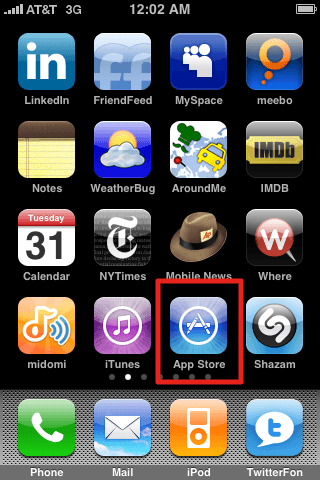 AT&T 3G 12:02 AM
in
LinkedIn FriendFeed MySpace meebo
IMDb
Notes WeatherBug AroundMe IMDB
Tuesday
31
Calendar NYTimes Mobile News Where
midomi iTunes App Store Shazam
Phone Mail iPod TwitterFon